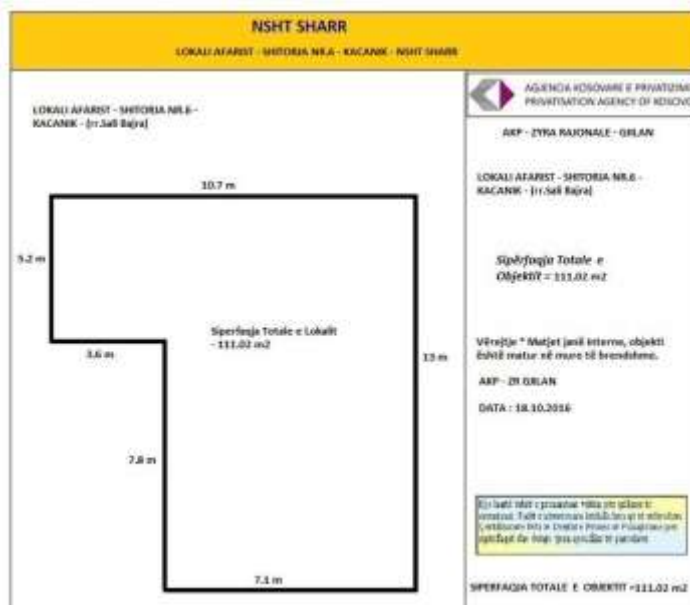 NSHT SHARR
LOKALI AFARIST - SHITORJA NR.6 - KACANIK - NSHT SHARR
LOKALI AFARIST - SHITORJA NR.6 -
KACANIK - (rr.Sali Bajra)
10.7 m
5.2 m
3.6 m
Siperfaqja Totale e Lokalit
- 111.02 m2
13 m
7.8 m
7.1 m
AGJENCIA KOSOVARE E PRIVATIZIMIT
PRIVATISATION AGENCY OF KOSOVO
AKP - ZYRA RAJONALE - GJILAN
LOKALI AFARIST - SHITORJA NR.6 -
KACANIK - (rr.Sali Bajra)
Sipërfaqja Totale e
Objektit = 111.02 m2
Vërejtje * Matjet janë interne, objekti
është matur në mure të brendshme.
AKP - ZR GJILAN
DATA : 18.10.2016
SIPERFAQJA TOTALE E OBJEKTIT =111.02 m2